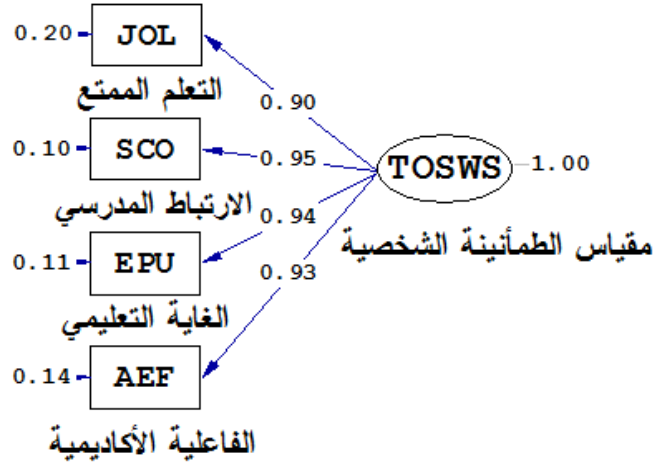 0.20
JOL
التعلم الممتع
0.90
0.10
SCO
0.95
TOSWS
1.00
الارتباط المدرسي
0.94
مقياس الطمأنينة الشخصية
0.11
EPU
0.93
الغاية التعليمي
0.14
AEF
الفاعلية الأكاديمية